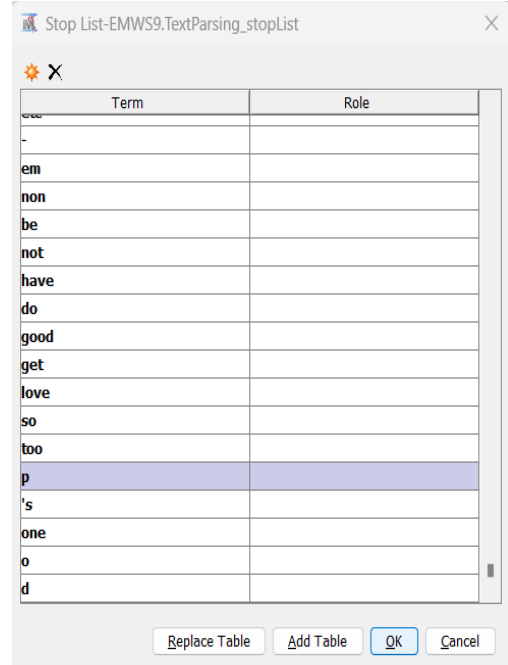 Stop List-EMWS9.TextParsing_stopList
Term Role
-
em
non
be
not
have
do
good
get
love
so
too
p
's
one
o
d
Replace Table Add Table OK Cancel